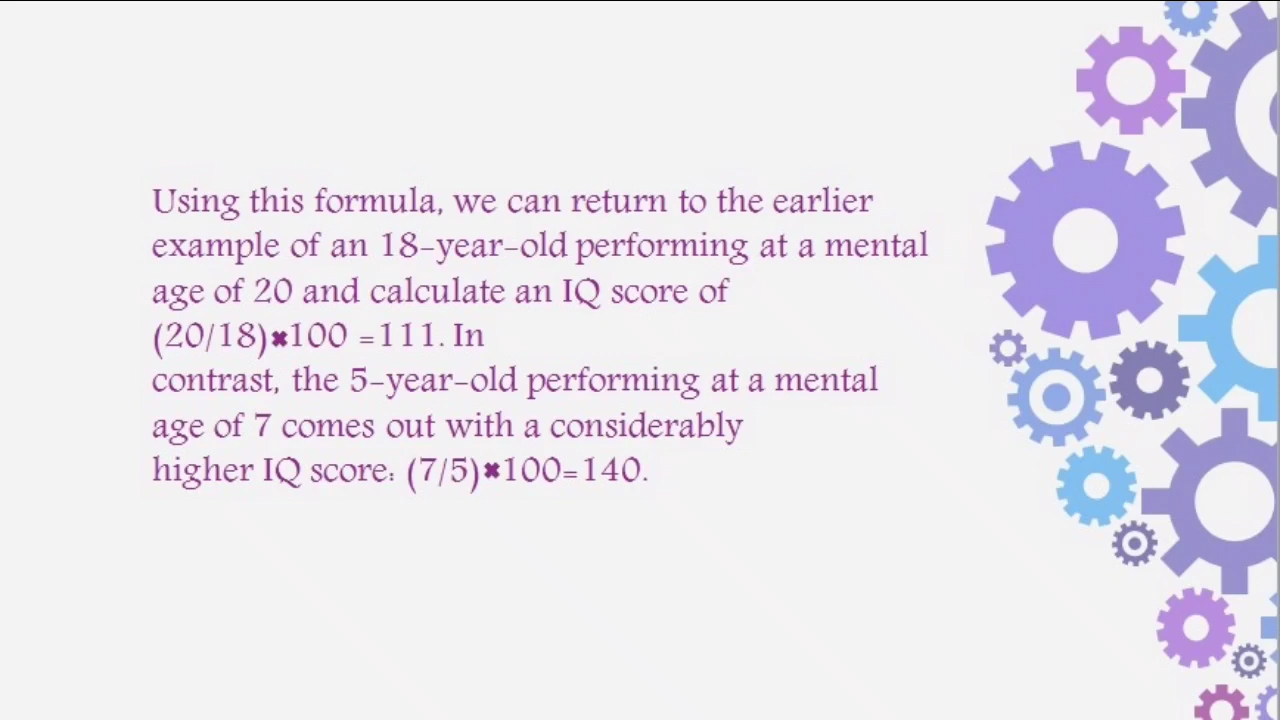 Using this formula, we can return to the earlier
example of an 18-year-old performing at a mental
age of 20 and calculate an IQ score of
(20/18)✖100 =111. In
contrast, the 5-year-old performing at a mental
age of 7 comes out with a considerably
higher IQ score: (7/5)✖100=140.